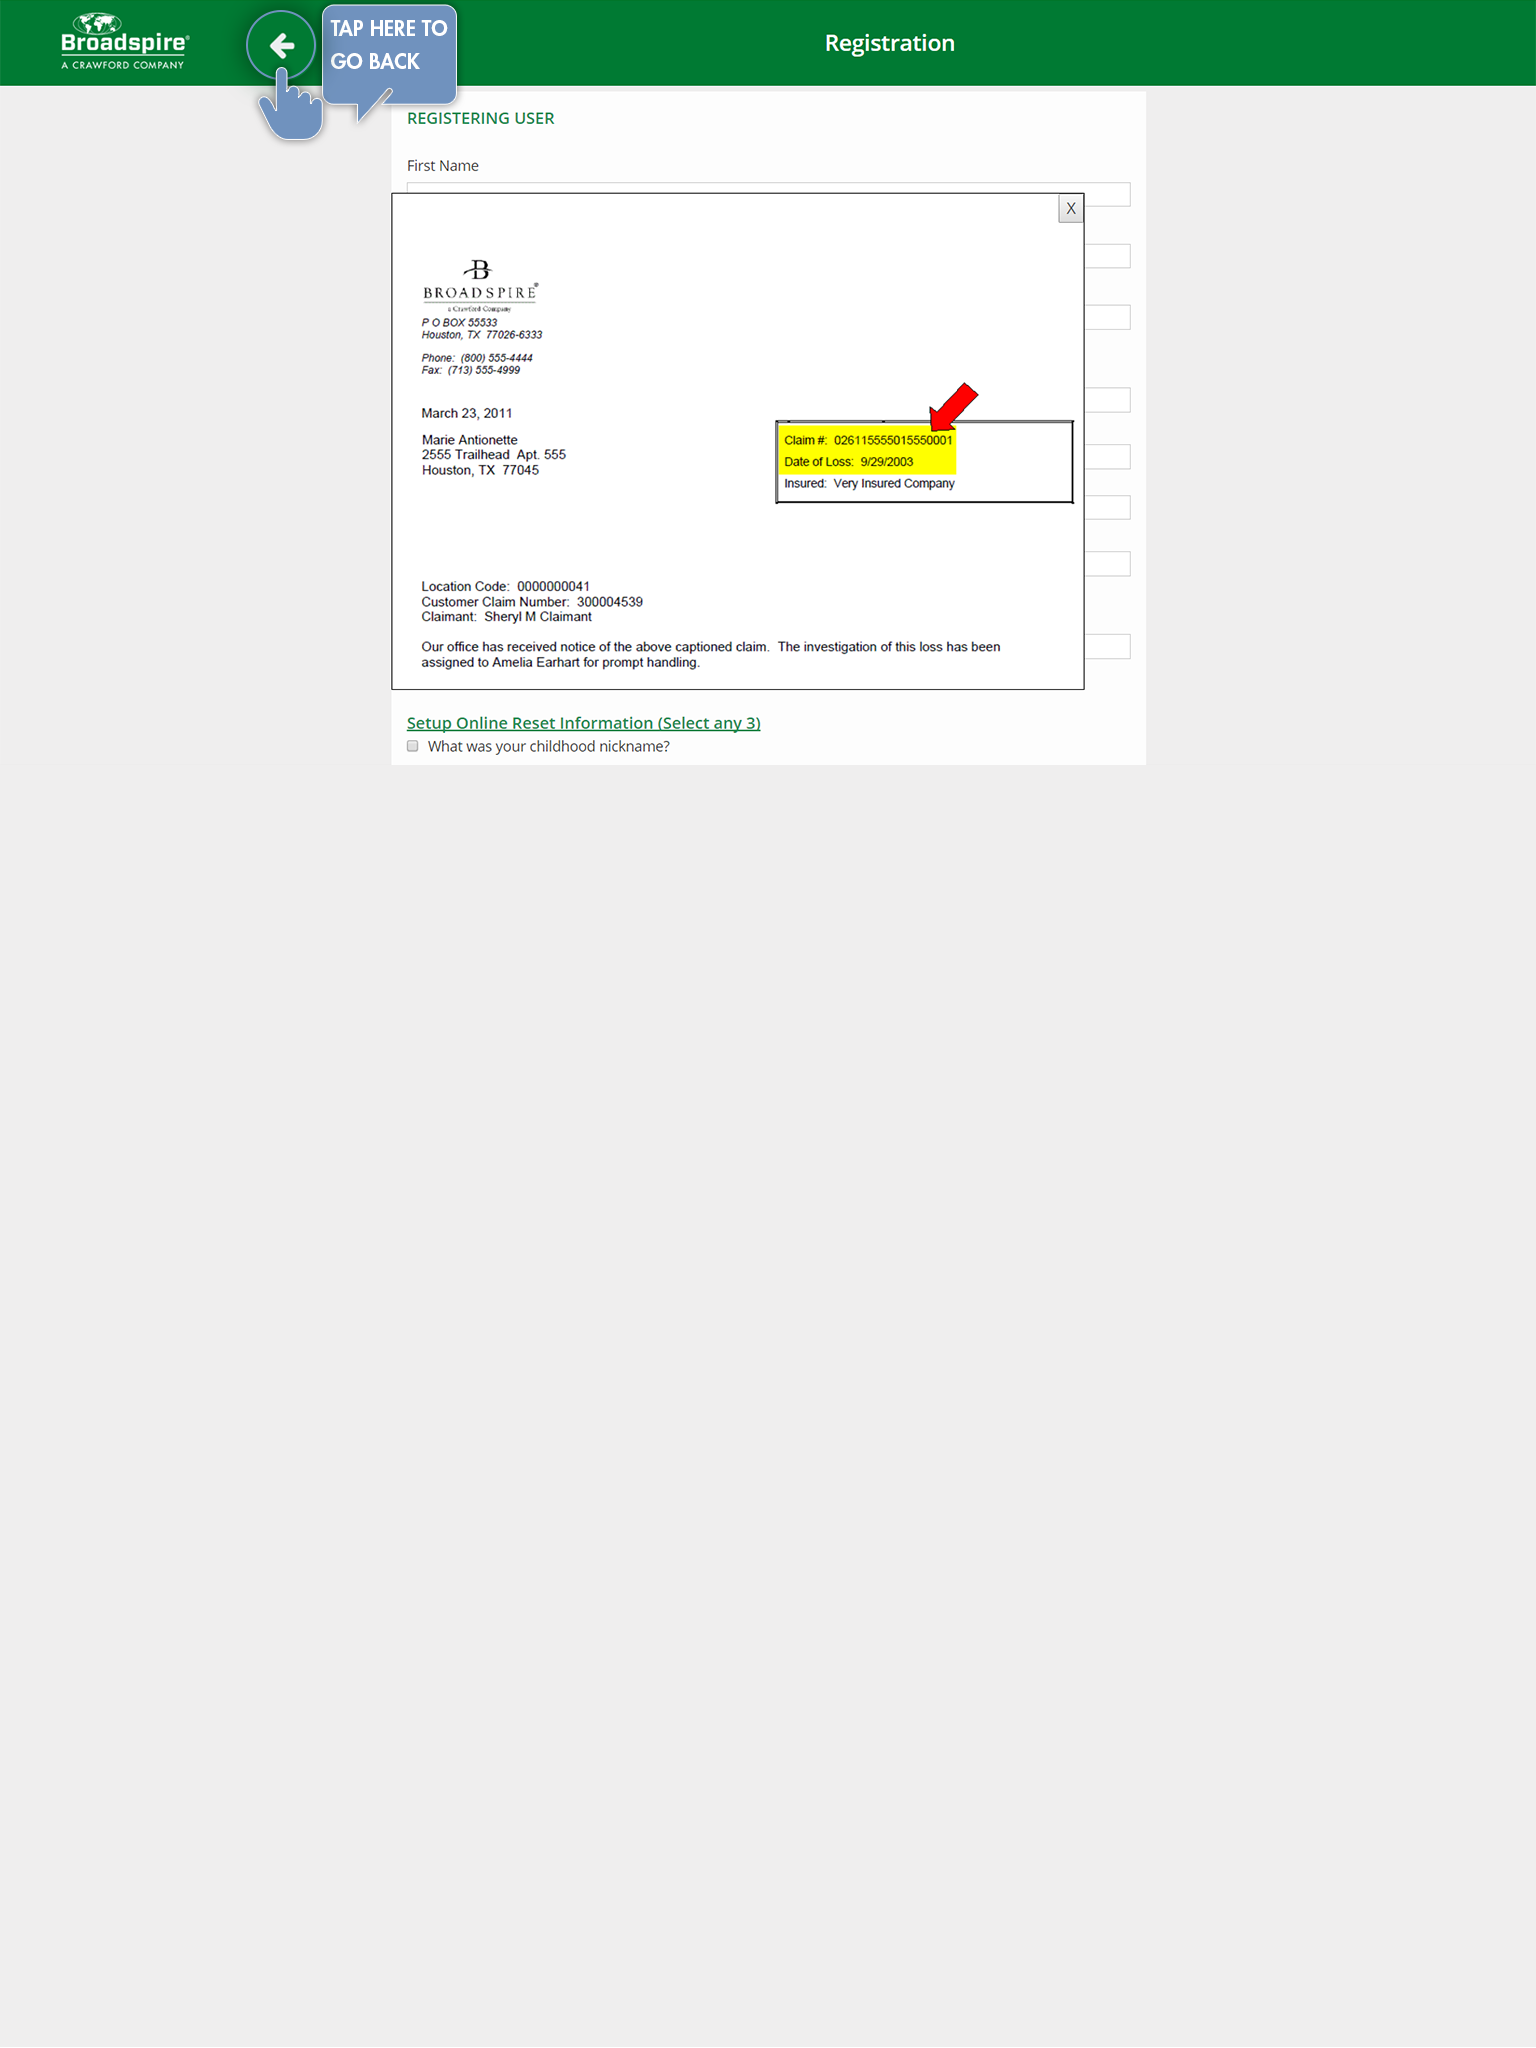 Broadspire®
A CRAWFORD COMPANY
TAP HERE TO
GO BACK
Registration
REGISTERING USER
First Name
X
B
BROADSPIRE®
a Crawford Company
P O BOX 55533
Houston, TX 77026-6333
Phone: (800) 555-4444
Fax: (713) 555-4999
March 23, 2011
Marie Antionette
2555 Trailhead Apt. 555
Houston, TX 77045
Claim #: 026115555015550001
Date of Loss: 9/29/2003
Insured: Very Insured Company
Location Code: 0000000041
Customer Claim Number: 300004539
Claimant: Sheryl M Claimant
Our office has received notice of the above captioned claim. The investigation of this loss has been
assigned to Amelia Earhart for prompt handling.
Setup Online Reset Information (Select any 3)
What was your childhood nickname?